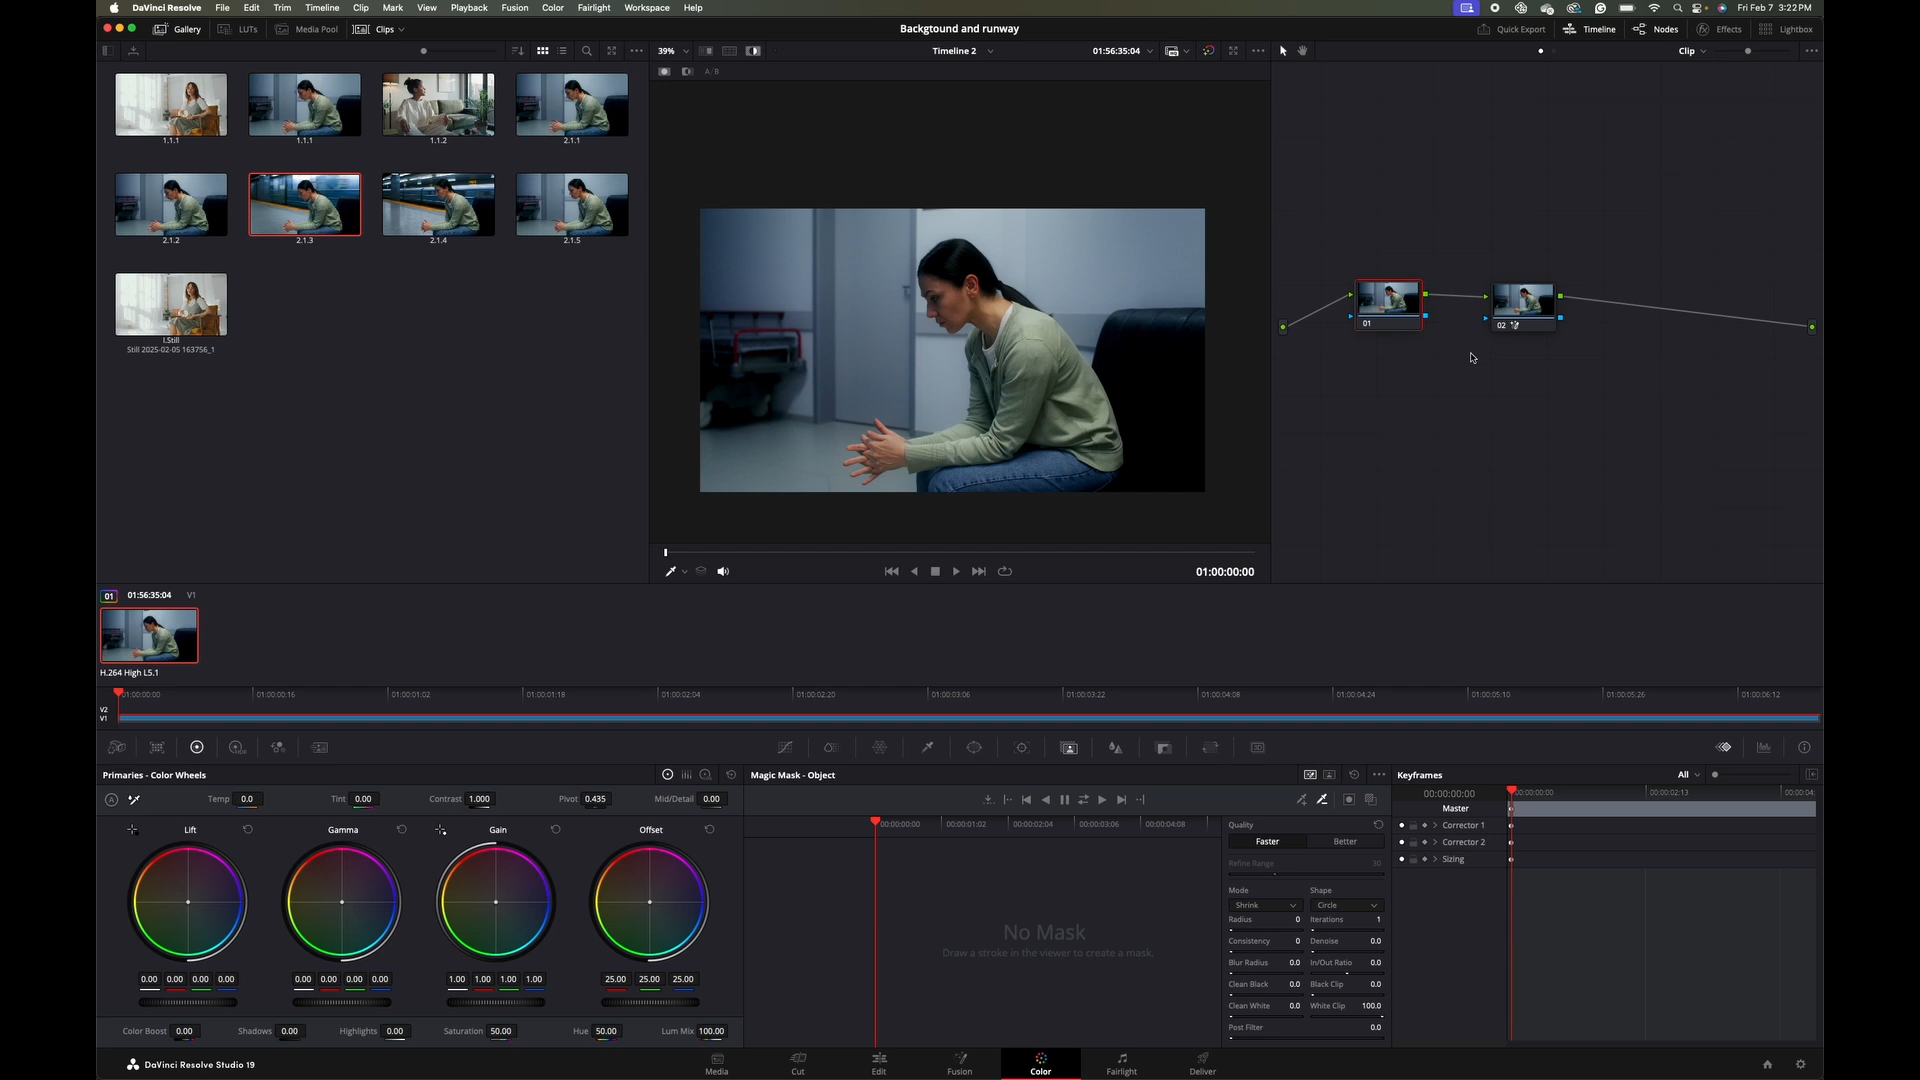 DaVinci Resolve File Edit Trim Timeline Clip Mark View Playback Fusion Color Fairlight Workspace Help Fri Feb 7 3:22 PM
Gallery LUTs Media Pool Clips Background and runway Quick Export Timeline Nodes Effects Lightbox
39% Timeline 2 01:56:35:04 Clip
A/B
1.1.1 1.1.1 1.1.2 2.1.1
2.1.2 2.1.3 2.1.4 2.1.5
01 02
I.Still
Still 2025-02-05 163756_1
01:00:00:00
01 01:56:35:04 V1
H.264 High L5.1
01:00:00:00 01:00:00:16 01:00:01:02 01:00:01:18 01:00:02:04 01:00:02:20 01:00:03:06 01:00:03:22 01:00:04:08 01:00:04:24 01:00:05:10 01:00:05:26 01:00:06:12
V2
V1
Primaries - Color Wheels Magic Mask - Object Keyframes All
Temp 0.0 Tint 0.00 Contrast 1.000 Pivot 0.435 Mid/Detail 0.00
00:00:00:00 00:00:00:00 00:00:02:13 00:00:04:
Master
Lift Gamma Gain Offset
00:00:00:00 00:00:01:02 00:00:02:04 00:00:03:06 00:00:04:08
Quality
Faster Better
Refine Range 30
Mode Shape
Shrink Circle
Radius 0 Iterations 1
Consistency 0 Denoise 0.0
Blur Radius 0.0 In/Out Ratio 0.0
Clean Black 0.0 Black Clip 0.0
Clean White 0.0 White Clip 100.0
Post Filter 0.0
Corrector 1
Corrector 2
Sizing
No Mask
Draw a stroke in the viewer to create a mask.
0.00 0.00 0.00 0.00 0.00 0.00 0.00 0.00 1.00 1.00 1.00 1.00 25.00 25.00 25.00
Color Boost 0.00 Shadows 0.00 Highlights 0.00 Saturation 50.00 Hue 50.00 Lum Mix 100.00
DaVinci Resolve Studio 19 Media Cut Edit Fusion Color Fairlight Deliver